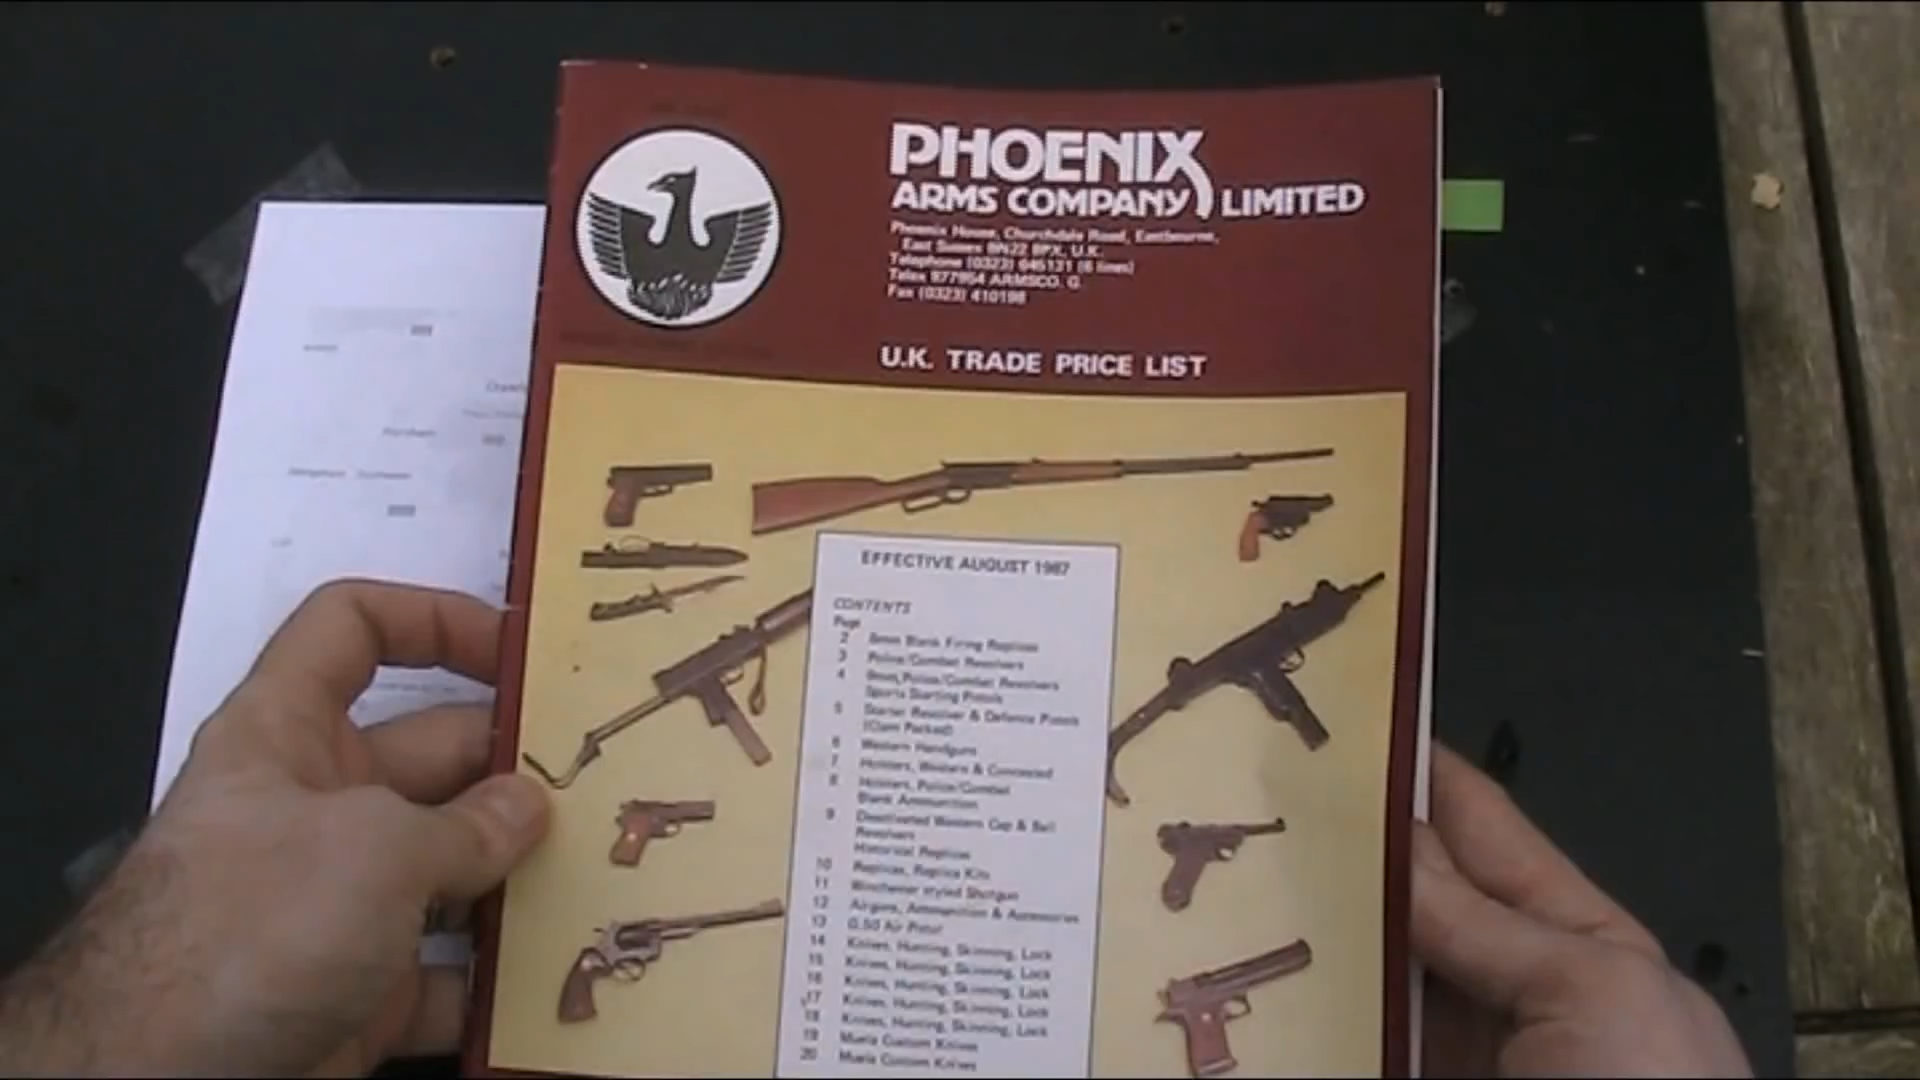 PHOENIX
ARMS COMPANY LIMITED
Phoenix House, Churchdale Road, Eastbourne,
East Sussex BN22 8PX, U.K.
Telephone (0323) 645131 (6 lines)
Telex 877954 ARMSCO. G
Fax (0323) 410198
U.K. TRADE PRICE LIST
EFFECTIVE AUGUST 1987
CONTENTS
Page
2 8mm Blank Firing Replicas
3 Police/Combat Revolvers
4 9mm Police/Combat Revolvers
Sports Starting Pistols
5 Starter Revolver & Defence Pistols
(Clam Packed)
6 Western Handguns
7 Holsters, Western & Concealed
8 Holsters, Police/Combat
Blank Ammunition
9 Deactivated Western Cap & Ball
Revolvers
Historical Replicas
10 Replicas, Replica Kits
11 Winchester styled Shotgun
12 Airguns, Ammunition & Accessories
13 G.50 Air Pistol
14 Knives, Hunting, Skinning, Lock
15 Knives, Hunting, Skinning, Lock
16 Knives, Hunting, Skinning, Lock
17 Knives, Hunting, Skinning, Lock
18 Knives, Hunting, Skinning, Lock
19 Muela Custom Knives
20 Muela Custom Knives